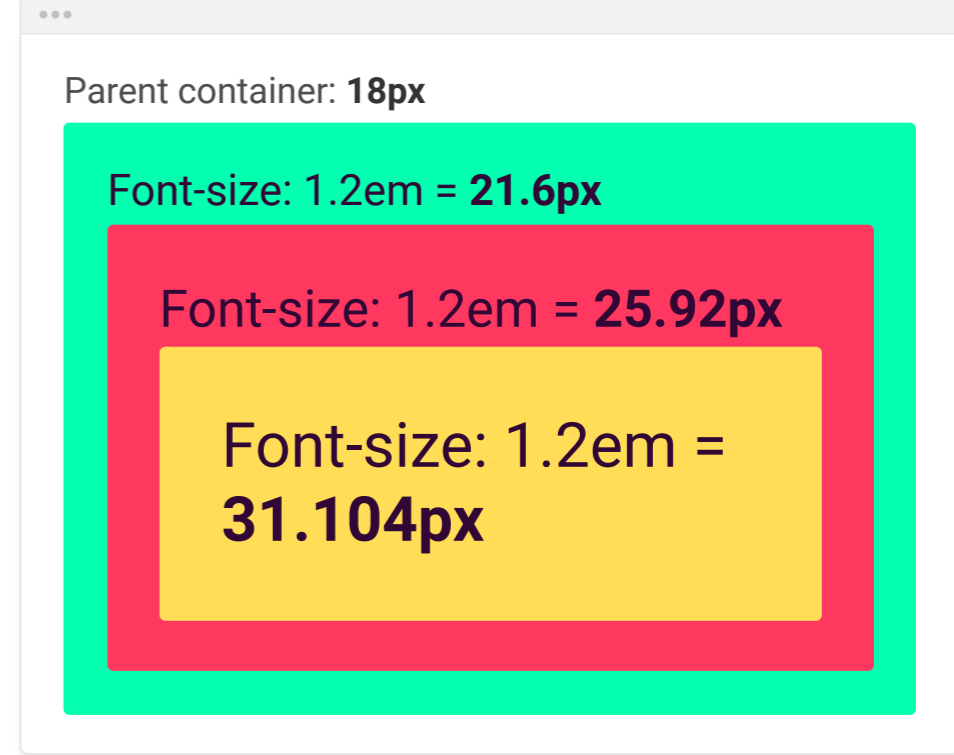 Parent container: 18px
Font-size: 1.2em = 21.6px
Font-size: 1.2em = 25.92px
Font-size: 1.2em =
31.104px